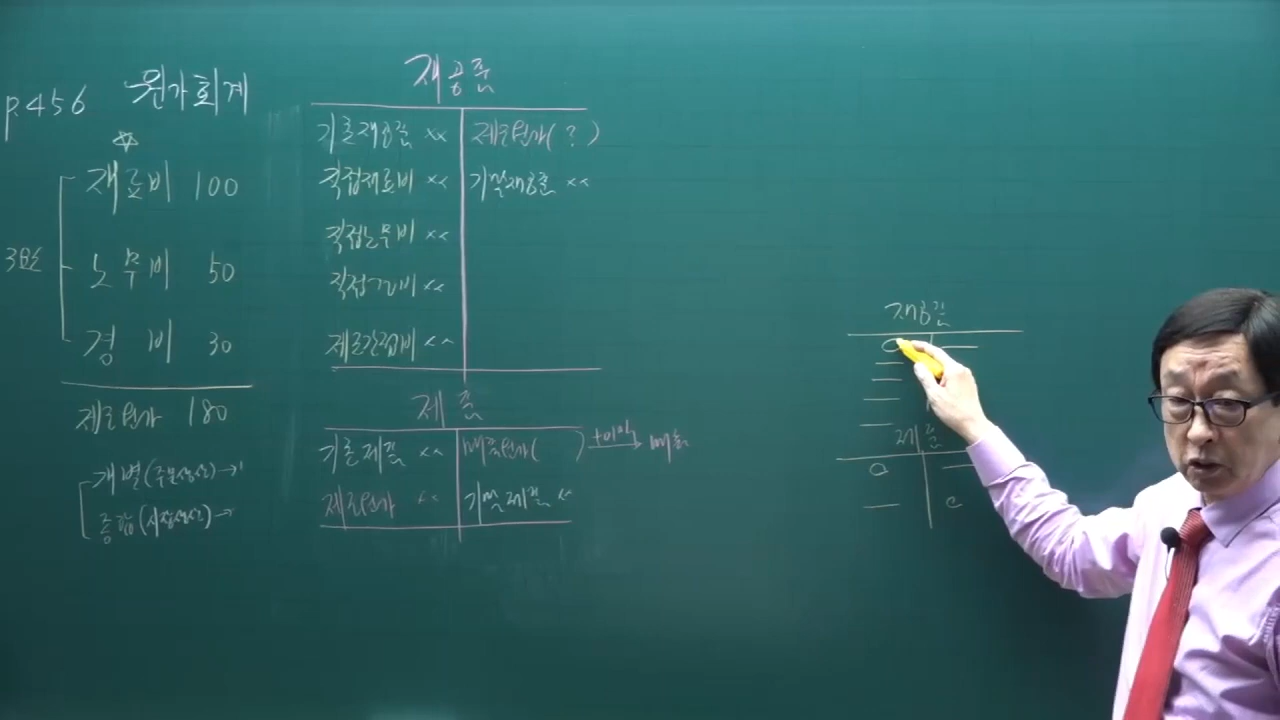 p.456 원가회계
3요소
재료비 100
노무비 50
경비 30
제조원가 180
개별(주문생산)→
종합(시장생산)→
재공품
기초재공품 ×× 제조원가(?)
직접재료비 ×× 기말재공품 ××
직접노무비 ××
직접경비 ××
제조간접비 ××
제품
기초제품 ×× 매출원가( ) +이익→ 매출
제조원가 ×× 기말제품 ××
재공품
제품